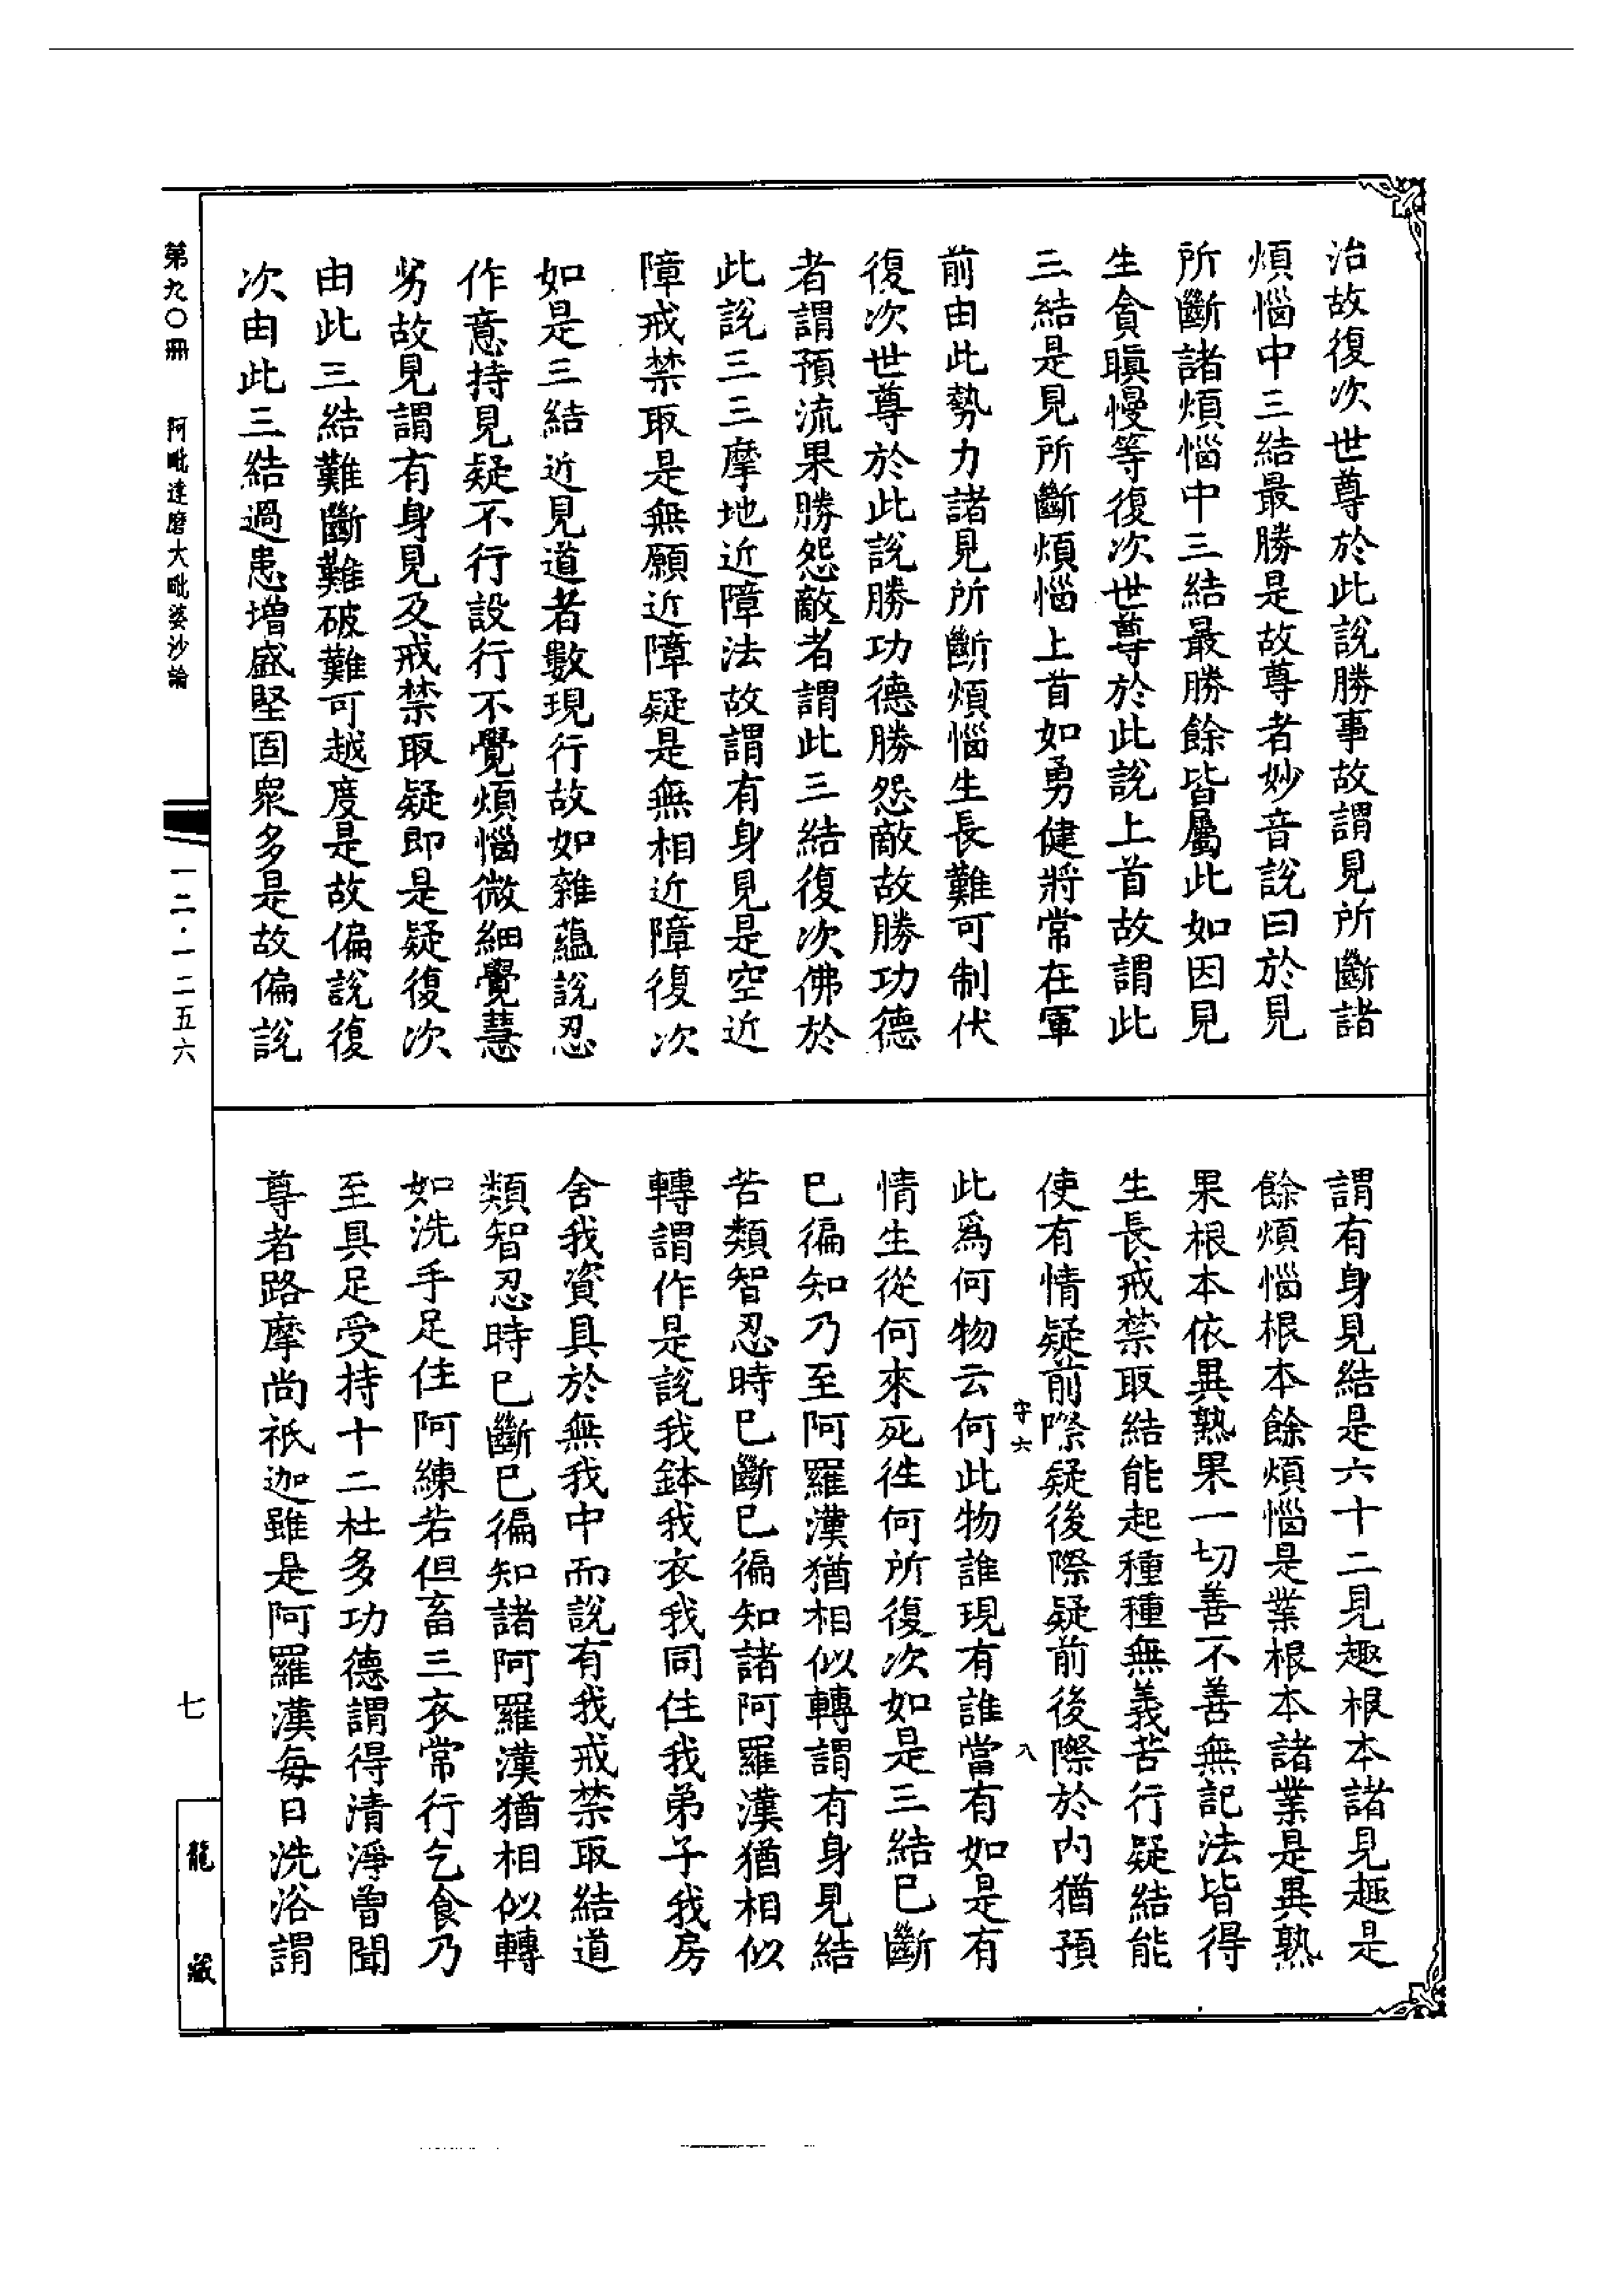 治故復次世尊於此說勝事故謂見所斷諸
煩惱中三結最勝是故尊者妙音說曰於見
所斷諸煩惱中三結最勝餘皆屬此如因見
生貪瞋慢等復次世尊於此說上首故謂此
三結是見所斷煩惱上首如勇健將常在軍
前由此勢力諸見所斷煩惱生長難可制伏
復次世尊於此說勝功德勝怨敵故勝功德
者謂預流果勝怨敵者謂此三結復次佛於
此說三三摩地近障法故謂有身見是空近
障戒禁取是無願近障疑是無相近障復次
如是三結近見道者數現行故如雜蘊說忍
作意持見疑不行設行不覺煩惱微細覺慧
劣故見謂有身見及戒禁取疑即是疑復次
由此三結難斷難破難可越度是故偏說復
次由此三結過患增盛堅固衆多是故偏說
謂有身見結是六十二見趣根本諸見趣是
餘煩惱根本餘煩惱是業根本諸業是異熟
果根本依異熟果一切善不善無記法皆得
生長戒禁取結能起種種無義苦行疑結能
使有情疑前際疑後際疑前後際於內猶預
守六
八
此爲何物云何此物誰現有誰當有如是有
情生從何來死徃何所復次如是三結已斷
已徧知乃至阿羅漢猶相似轉謂有身見結
苦類智忍時已斷已徧知諸阿羅漢猶相似
轉謂作是說我鉢我衣我同住我弟子我房
舍我資具於無我中而說有我戒禁取結道
類智忍時已斷已徧知諸阿羅漢猶相似轉
如洗手足住阿練若但畜三衣常行乞食乃
至具足受持十二杜多功德謂得清淨曽聞
尊者路摩尚祇迦雖是阿羅漢每日洗浴謂
第九〇冊 阿毗達磨大毗婆沙論
一二·一二五六
七
龍藏